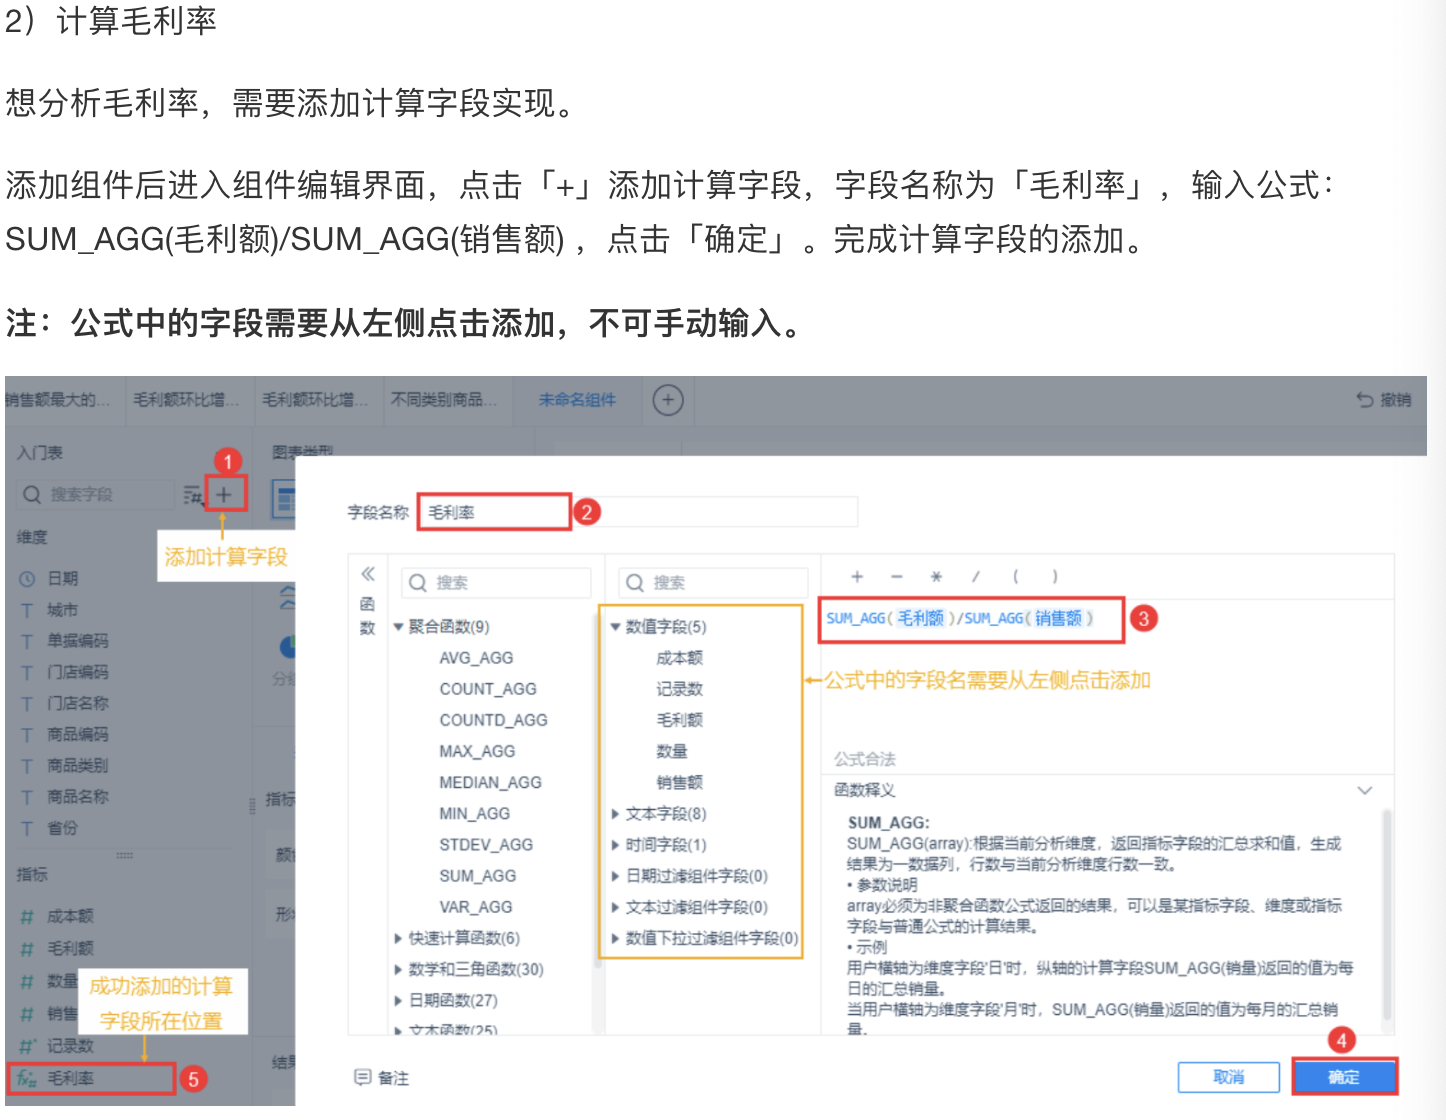 2）计算毛利率
想分析毛利率，需要添加计算字段实现。
添加组件后进入组件编辑界面，点击「+」添加计算字段，字段名称为「毛利率」，输入公式：
SUM_AGG(毛利额)/SUM_AGG(销售额) ，点击「确定」。完成计算字段的添加。
注：公式中的字段需要从左侧点击添加，不可手动输入。
销售额最大的...
毛利额环比增...
毛利额环比增...
不同类别商品...
未命名组件
撤销
入门表
图表类型
1
搜索字段
添加计算字段
维度
日期
T 城市
T 单据编码
T 门店编码
T 门店名称
T 商品编码
T 商品类别
T 商品名称
T 省份
指标
# 成本额
# 毛利额
# 数量
# 销售
成功添加的计算
字段所在位置
#* 记录数
毛利率
5
指标
结果
字段名称
毛利率
2
函
数
搜索
聚合函数(9)
AVG_AGG
COUNT_AGG
COUNTD_AGG
MAX_AGG
MEDIAN_AGG
MIN_AGG
STDEV_AGG
SUM_AGG
VAR_AGG
快速计算函数(6)
数学和三角函数(30)
日期函数(27)
文本函数(25)
搜索
数值字段(5)
成本额
记录数
毛利额
数量
销售额
文本字段(8)
时间字段(1)
日期过滤组件字段(0)
文本过滤组件字段(0)
数值下拉过滤组件字段(0)
+ − * / ( )
SUM_AGG(毛利额)/SUM_AGG(销售额)
3
公式中的字段名需要从左侧点击添加
公式合法
函数释义
SUM_AGG:
SUM_AGG(array):根据当前分析维度，返回指标字段的汇总求和值，生成
结果为一数据列，行数与当前分析维度行数一致。
• 参数说明
array必须为非聚合函数公式返回的结果，可以是某指标字段、维度或指标
字段与普通公式的计算结果。
• 示例
用户横轴为维度字段'日'时，纵轴的计算字段SUM_AGG(销量)返回的值为每
日的汇总销量。
当用户横轴为维度字段'月'时，SUM_AGG(销量)返回的值为每月的汇总销
量。
4
备注
取消
确定